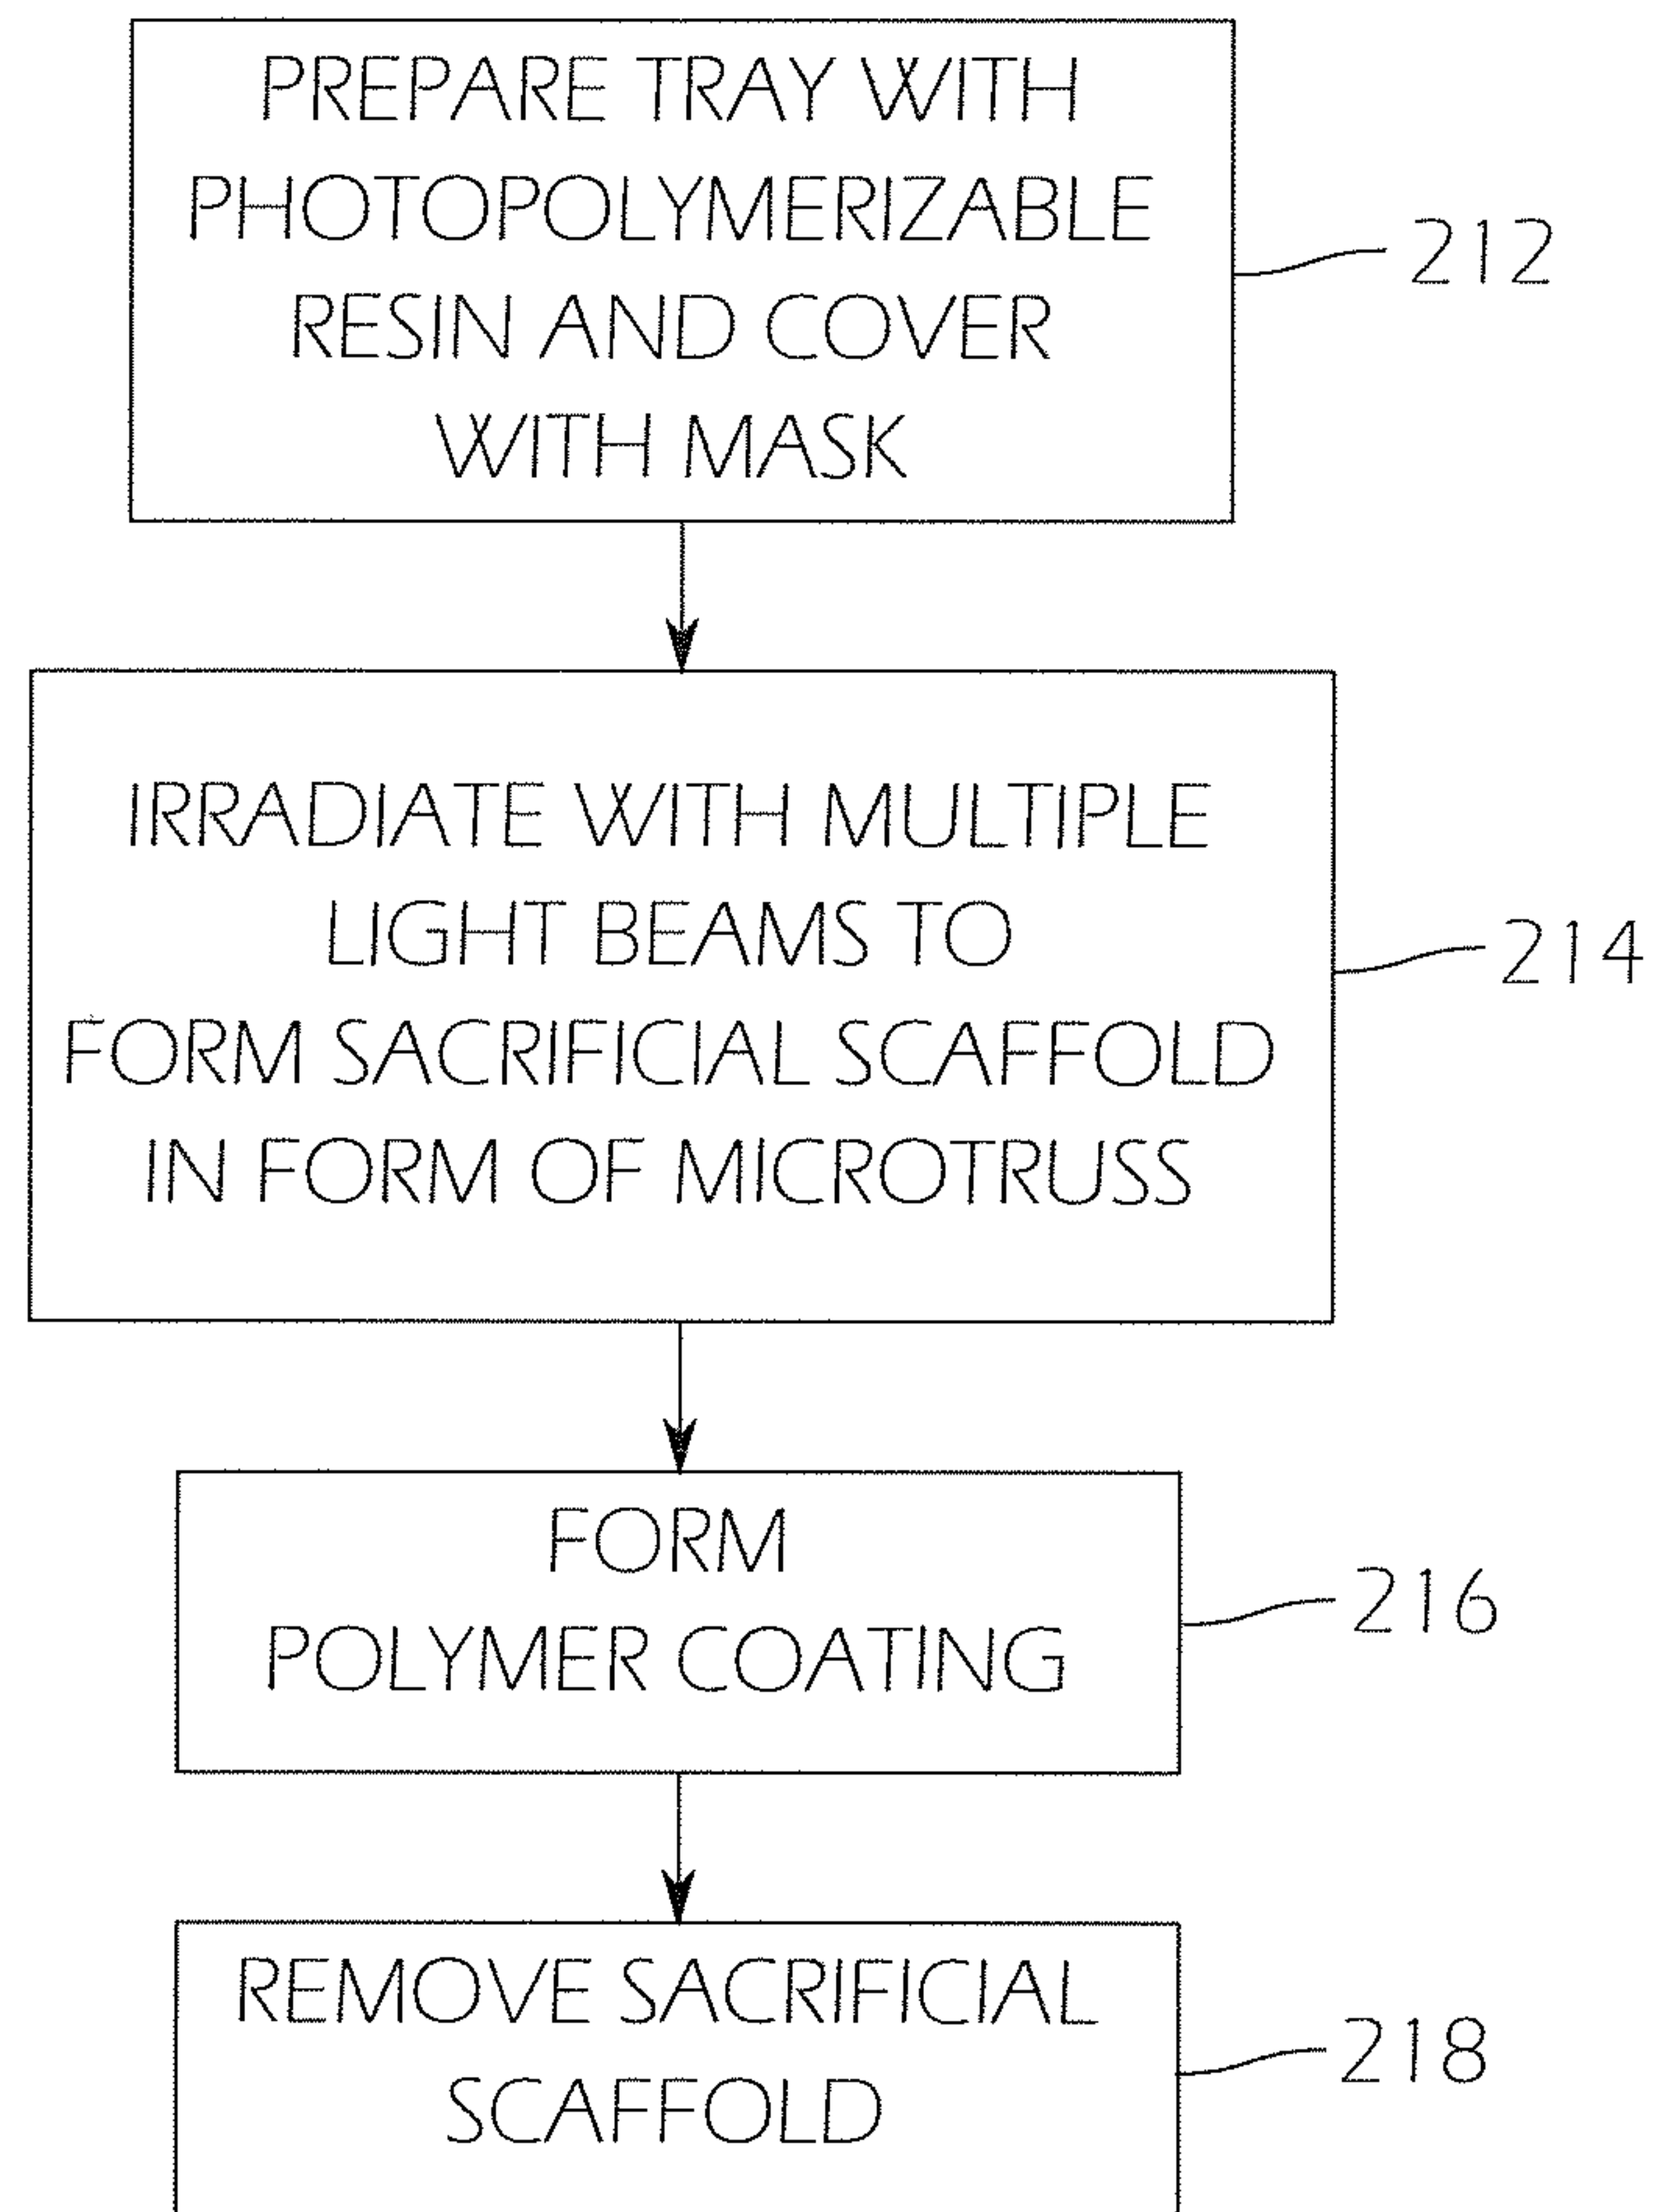 PREPARE TRAY WITH
PHOTOPOLYMERIZABLE
RESIN AND COVER
WITH MASK
212
IRRADIATE WITH MULTIPLE
LIGHT BEAMS TO
FORM SACRIFICIAL SCAFFOLD
IN FORM OF MICROTRUSS
214
FORM
POLYMER COATING
216
REMOVE SACRIFICIAL
SCAFFOLD
218